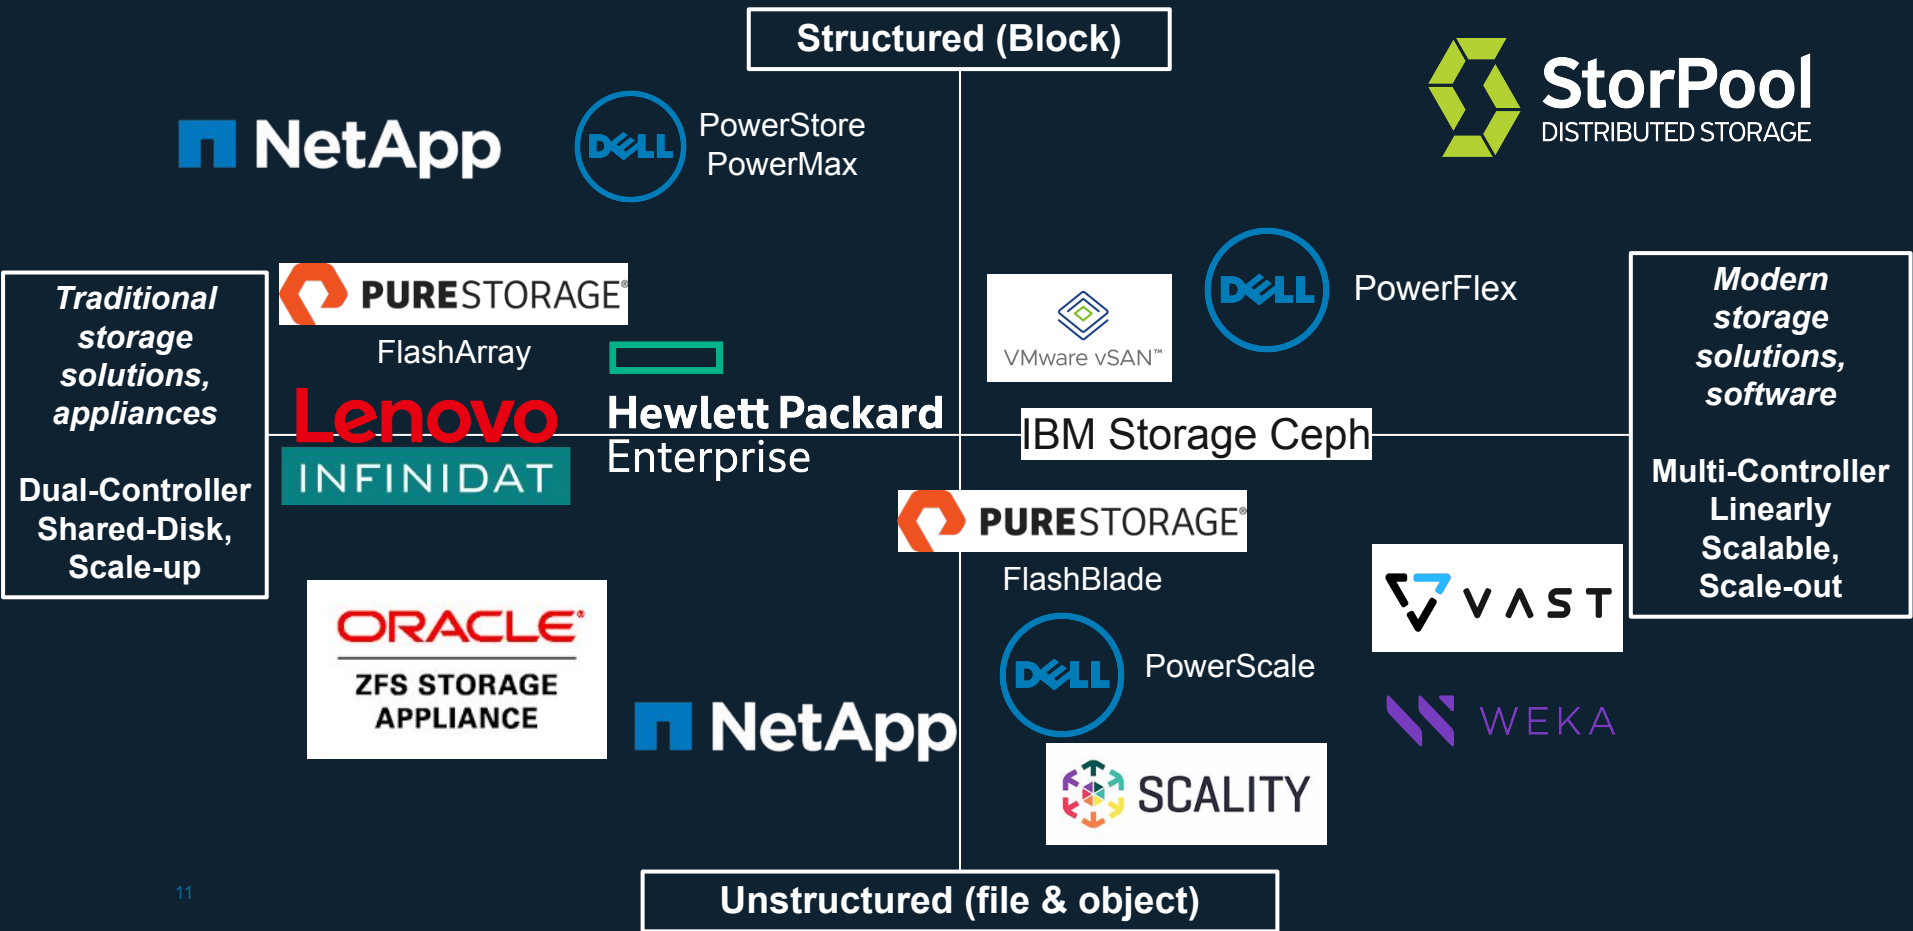 Structured (Block)
StorPool
DISTRIBUTED STORAGE
NetApp
DELL
PowerStore
PowerMax
Traditional
storage
solutions,
appliances
Dual-Controller
Shared-Disk,
Scale-up
PURESTORAGE®
FlashArray
Lenovo
INFINIDAT
Hewlett Packard
Enterprise
VMware vSAN™
DELL
PowerFlex
IBM Storage Ceph
Modern
storage
solutions,
software
Multi-Controller
Linearly
Scalable,
Scale-out
PURESTORAGE®
FlashBlade
ORACLE®
ZFS STORAGE
APPLIANCE
NetApp
DELL
PowerScale
VAST
WEKA
SCALITY
11
Unstructured (file & object)